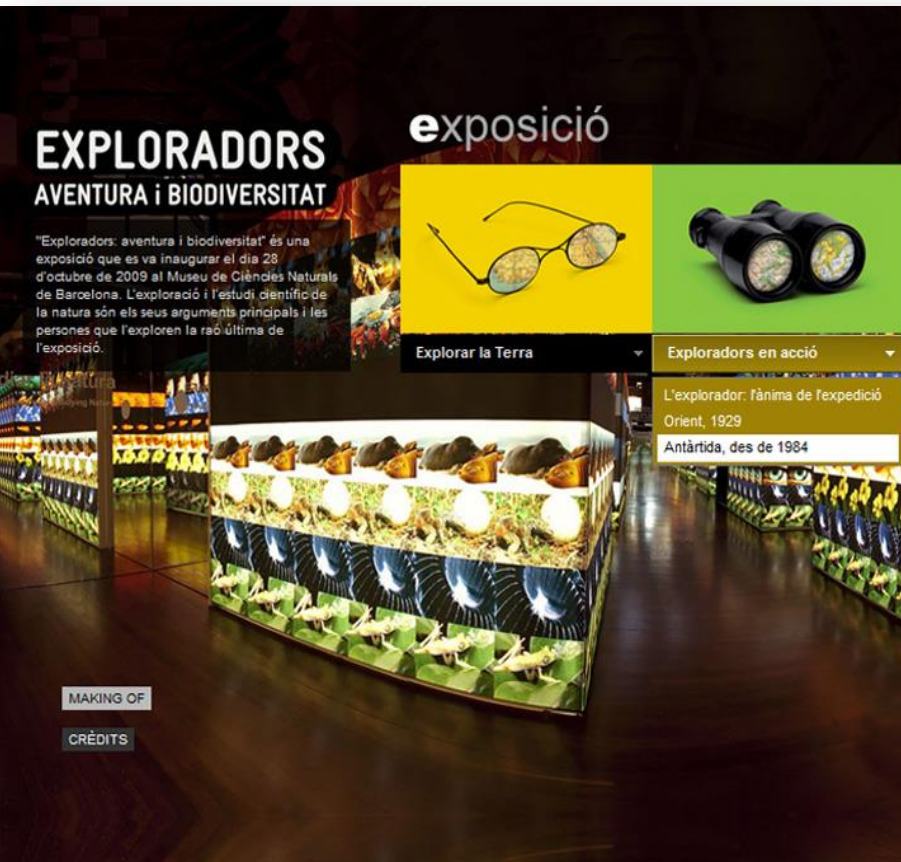 EXPLORADORS
AVENTURA i BIODIVERSITAT
"Exploradors: aventura i biodiversitat" és una
exposició que es va inaugurar el dia 28
d'octubre de 2009 al Museu de Ciències Naturals
de Barcelona. L'exploració i l'estudi científic de
la natura són els seus arguments principals i les
persones que l'exploren la raó última de
l'exposició.
exposició
Explorar la Terra
Exploradors en acció
L'explorador: l'ànima de l'expedició
Orient, 1929
Antàrtida, des de 1984
MAKING OF
CRÈDITS